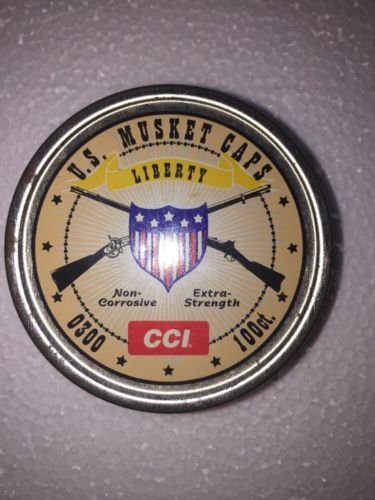 U.S. MUSKET CAPS
LIBERTY
Non-
Corrosive
Extra-
Strength
0300
CCI
100ct.